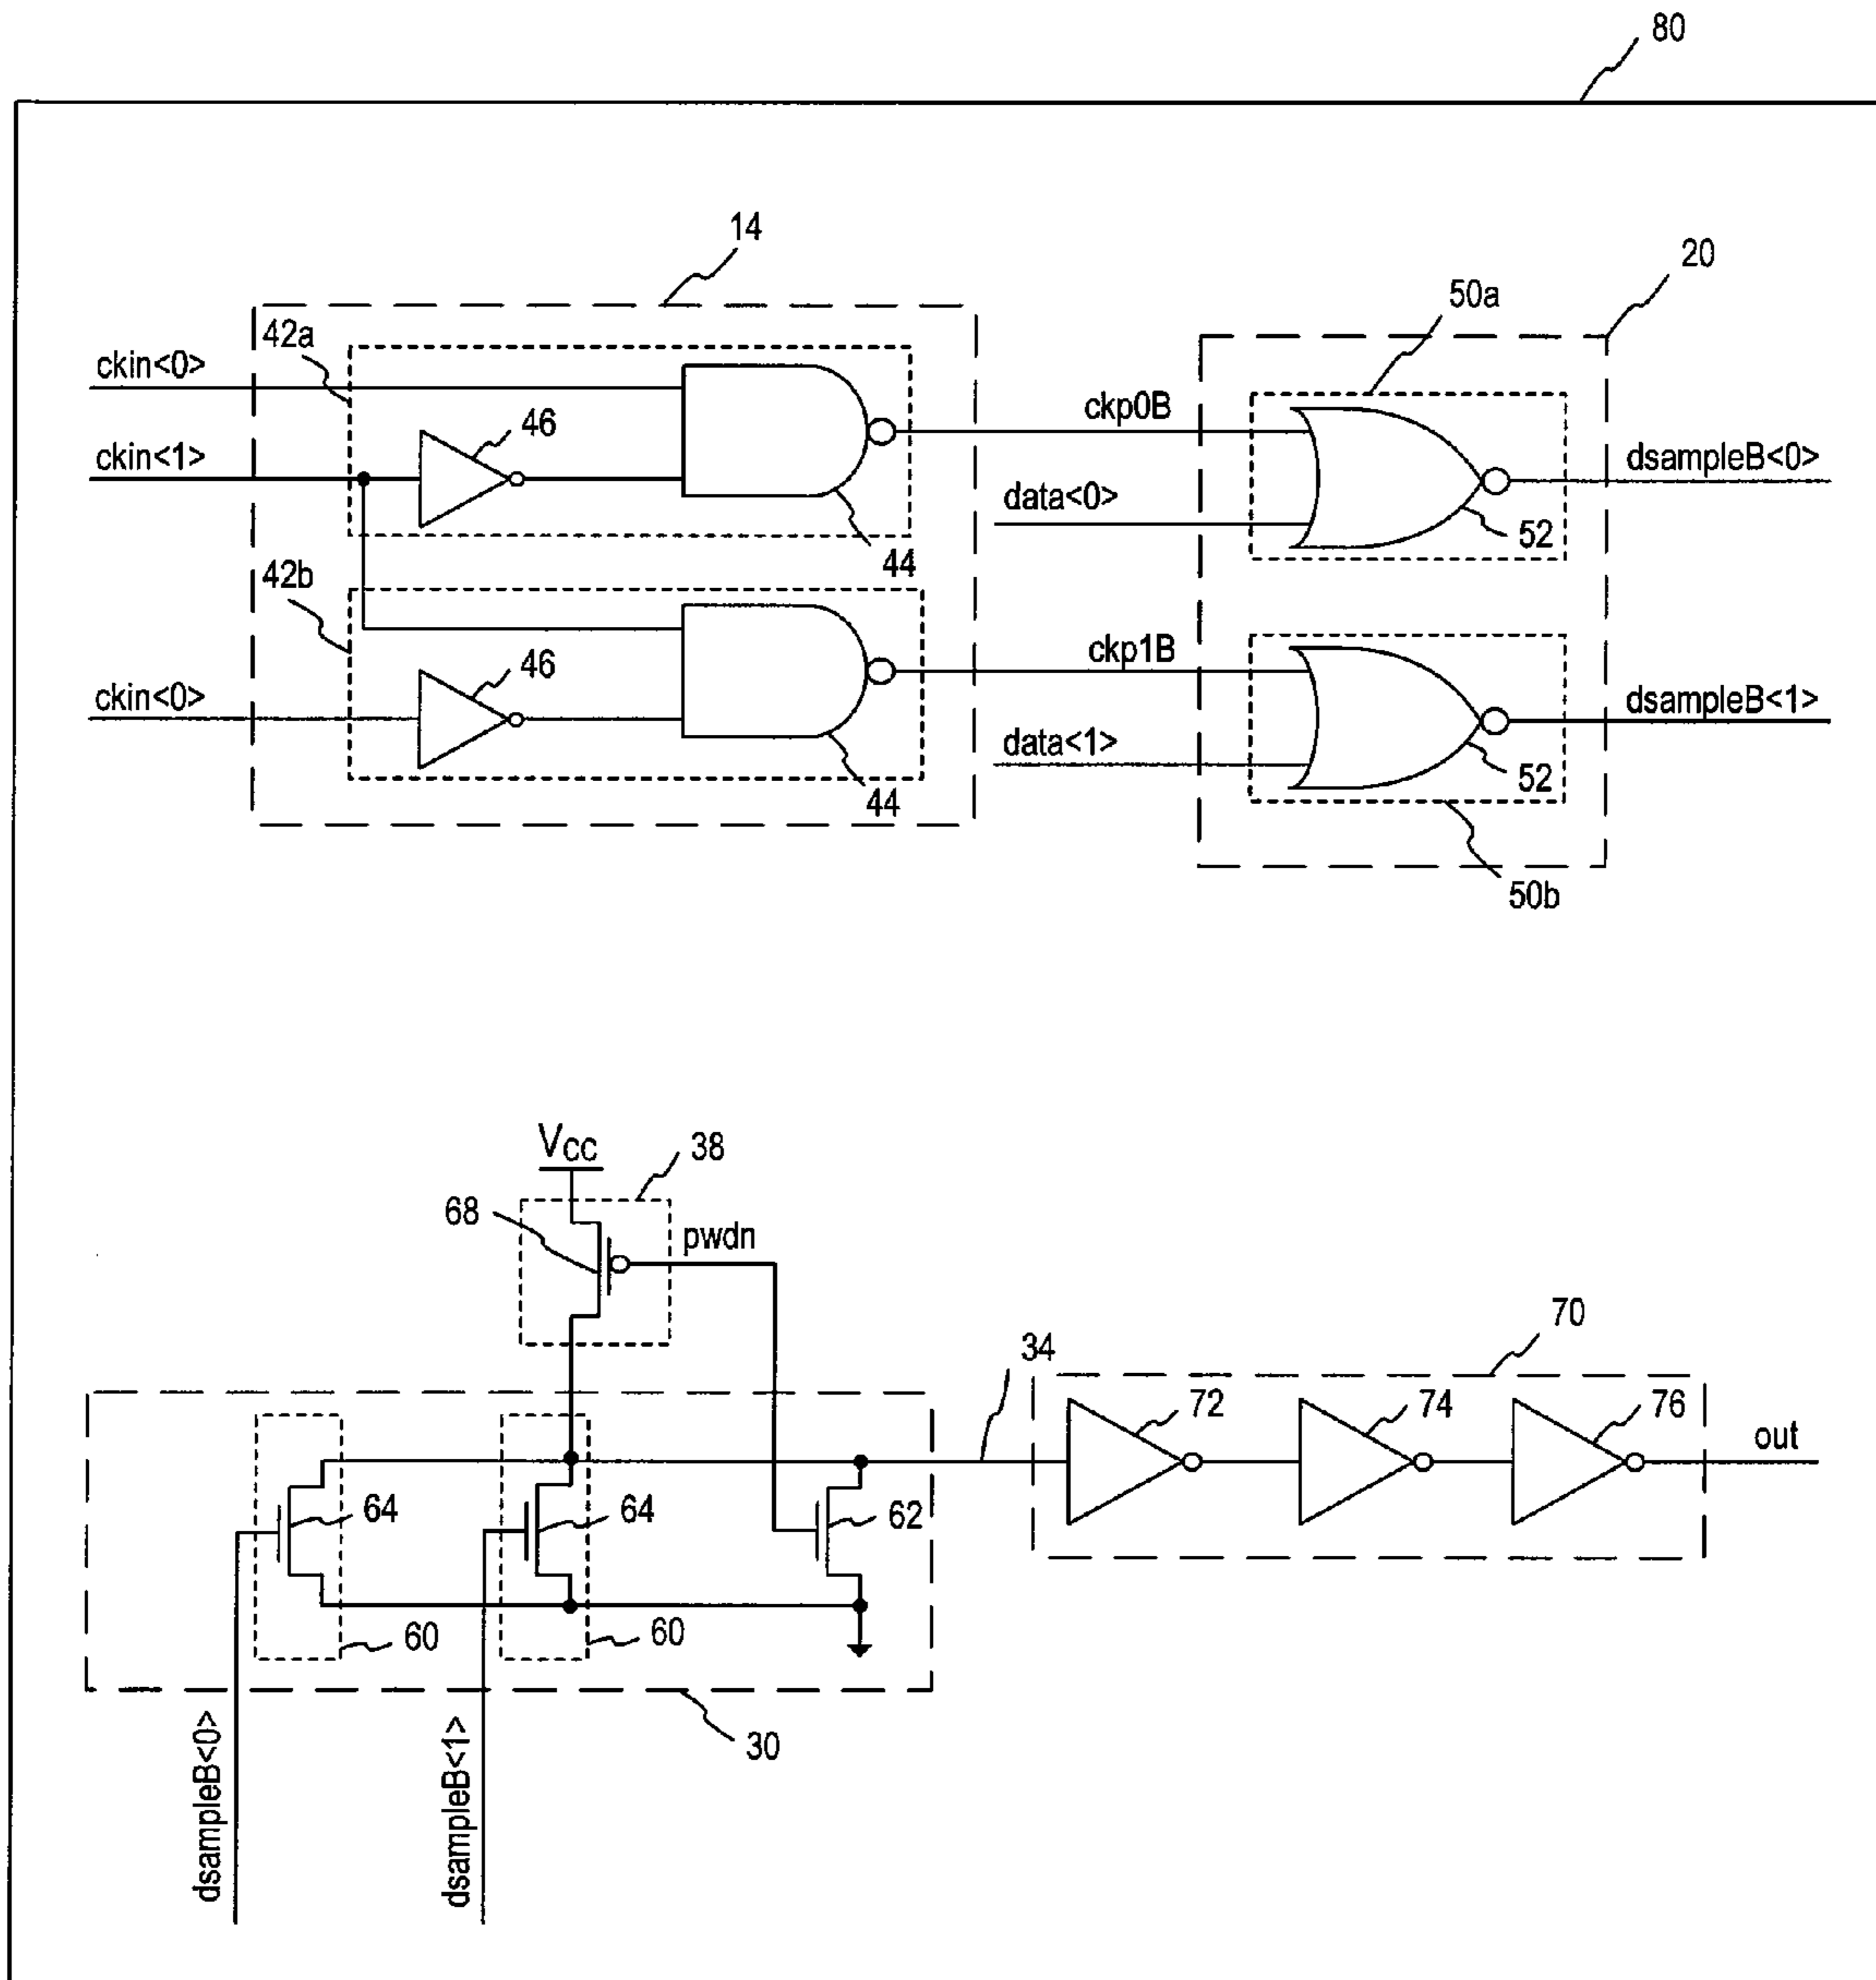 80
14
20
50a
42a
ckin<0>
46
ckp0B
ckin<1>
dsampleB<0>
data<0>
52
44
42b
46
ckp1B
ckin<0>
dsampleB<1>
data<1>
52
44
50b
VCC
38
68
pwdn
70
34
72
74
76
out
64
64
62
60
60
30
dsampleB<0>
dsampleB<1>